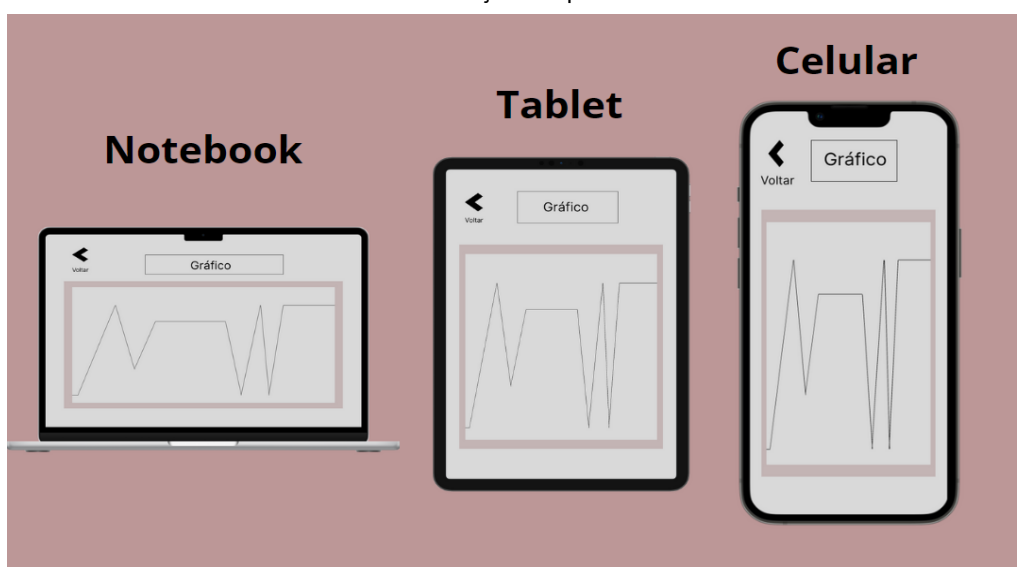 Notebook
Voltar
Gráfico
Tablet
Voltar
Gráfico
Celular
Voltar
Gráfico